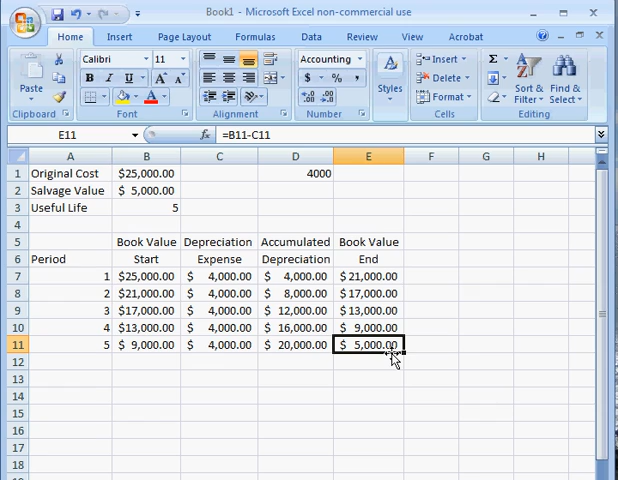 Book1 - Microsoft Excel non-commercial use
Home Insert Page Layout Formulas Data Review View Acrobat
Calibri 11 Accounting Insert Σ
Paste B I U A A $ % , Styles Delete Sort & Find &
A Format Filter Select
Clipboard Font Alignment Number Cells Editing
E11 fx =B11-C11
A B C D E F G H
1 Original Cost $25,000.00 4000
2 Salvage Value $ 5,000.00
3 Useful Life 5
4
5 Book Value Depreciation Accumulated Book Value
6 Period Start Expense Depreciation End
7 1 $25,000.00 $ 4,000.00 $ 4,000.00 $ 21,000.00
8 2 $21,000.00 $ 4,000.00 $ 8,000.00 $ 17,000.00
9 3 $17,000.00 $ 4,000.00 $ 12,000.00 $ 13,000.00
10 4 $13,000.00 $ 4,000.00 $ 16,000.00 $ 9,000.00
11 5 $ 9,000.00 $ 4,000.00 $ 20,000.00 $ 5,000.00
12
13
14
15
16
17
18